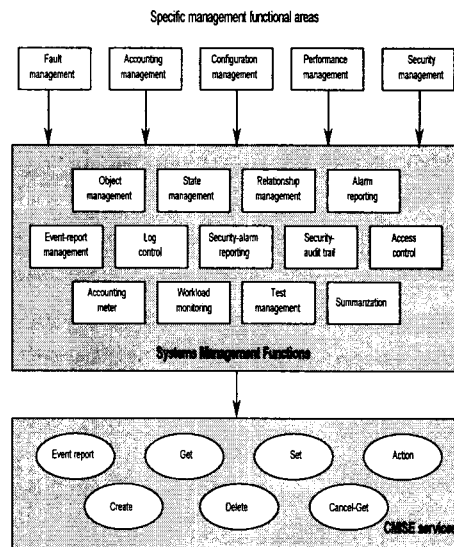 Specific management functional areas
Fault management
Accounting management
Configuration management
Performance management
Security management
Object management
State management
Relationship management
Alarm reporting
Event-report management
Log control
Security-alarm reporting
Security-audit trail
Access control
Accounting meter
Workload monitoring
Test management
Summarization
Systems Management Functions
Event report
Get
Set
Action
Create
Delete
Cancel-Get
CMISE services